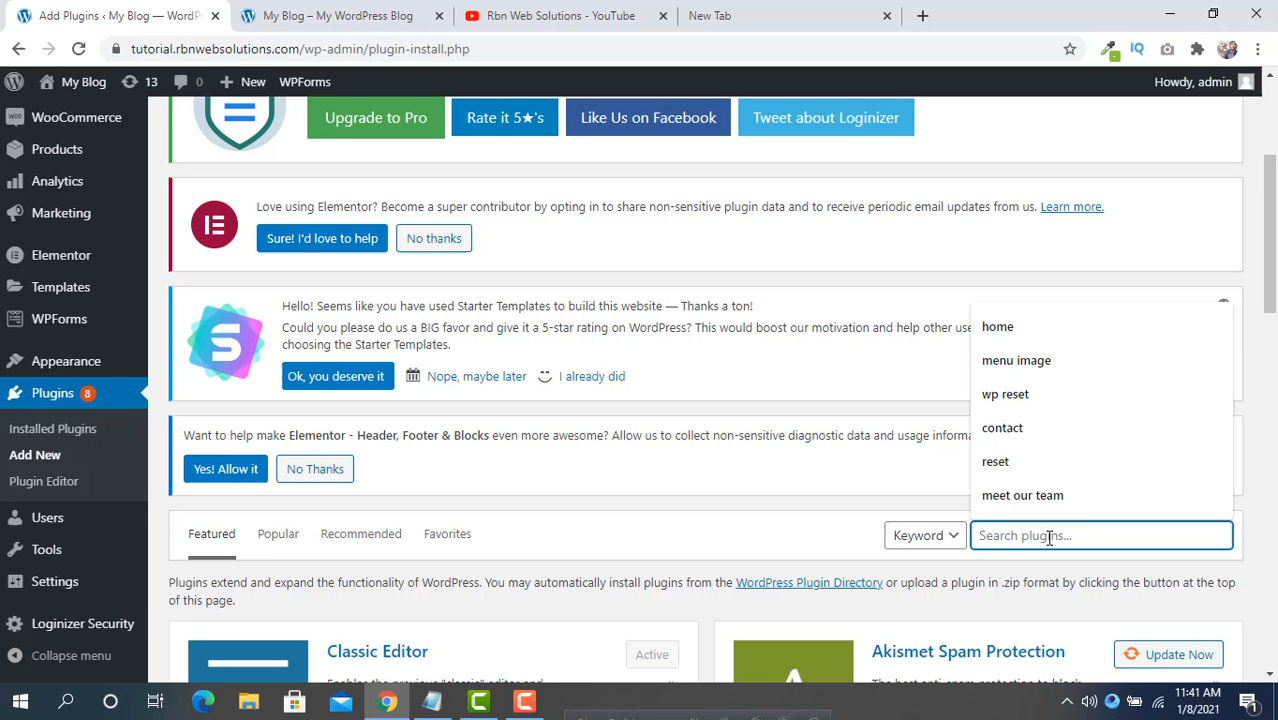 Add Plugins ‹ My Blog — WordPr
My Blog – My WordPress Blog
Rbn Web Solutions - YouTube
New Tab
tutorial.rbnwebsolutions.com/wp-admin/plugin-install.php
My Blog
13
0
New
WPForms
Howdy, admin
WooCommerce
Products
Analytics
Marketing
Elementor
Templates
WPForms
Appearance
Plugins 8
Installed Plugins
Add New
Plugin Editor
Users
Tools
Settings
Loginizer Security
Collapse menu
Upgrade to Pro
Rate it 5★'s
Like Us on Facebook
Tweet about Loginizer
Love using Elementor? Become a super contributor by opting in to share non-sensitive plugin data and to receive periodic email updates from us. Learn more.
Sure! I'd love to help
No thanks
Hello! Seems like you have used Starter Templates to build this website — Thanks a ton!
Could you please do us a BIG favor and give it a 5-star rating on WordPress? This would boost our motivation and help other use
choosing the Starter Templates.
Ok, you deserve it
Nope, maybe later
I already did
Want to help make Elementor - Header, Footer & Blocks even more awesome? Allow us to collect non-sensitive diagnostic data and usage informa
Yes! Allow it
No Thanks
home
menu image
wp reset
contact
reset
meet our team
Featured
Popular
Recommended
Favorites
Keyword
Search plugins...
Plugins extend and expand the functionality of WordPress. You may automatically install plugins from the WordPress Plugin Directory or upload a plugin in .zip format by clicking the button at the top
of this page.
Classic Editor
Active
Akismet Spam Protection
Update Now
11:41 AM
1/8/2021